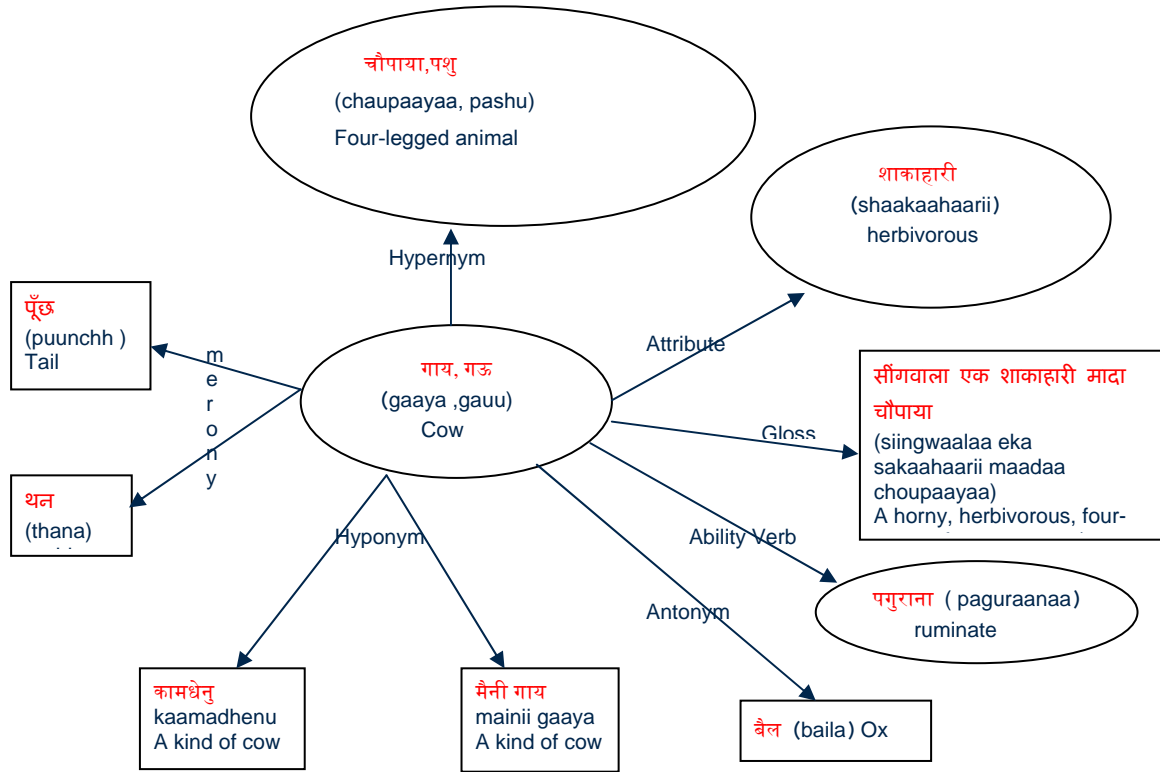 चौपाया,पशु
(chaupaayaa, pashu)
Four-legged animal
शाकाहारी
(shaakaahaarii)
herbivorous
Hypernym
पूँछ
(puunchh )
Tail
merony
Attribute
गाय, गऊ
(gaaya ,gauu)
Cow
सींगवाला एक शाकाहारी मादा
चौपाया
(siingwaalaa eka
sakaahaarii maadaa
choupaayaa)
A horny, herbivorous, four-
Gloss
थन
(thana)
Hyponym
Ability Verb
Antonym
पगुराना ( paguraanaa)
ruminate
कामधेनु
kaamadhenu
A kind of cow
मैनी गाय
mainii gaaya
A kind of cow
बैल (baila) Ox